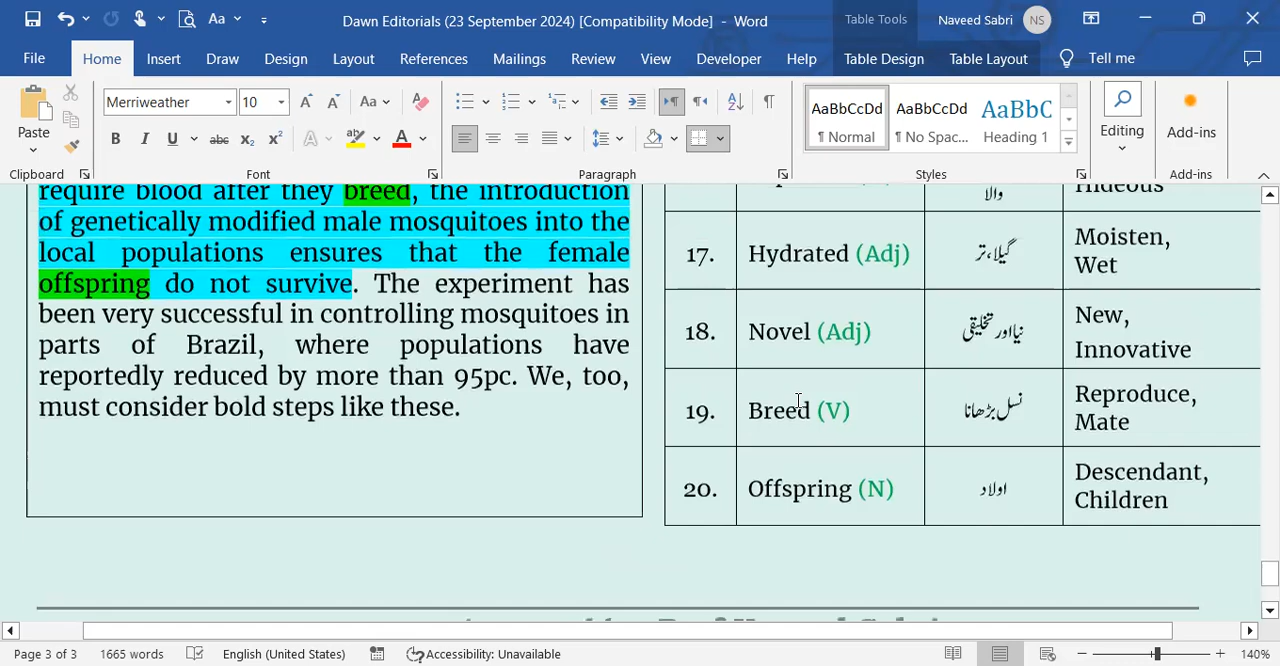 Dawn Editorials (23 September 2024) [Compatibility Mode] - Word
Table Tools
Naveed Sabri
NS
Aa
File
Home
Insert
Draw
Design
Layout
References
Mailings
Review
View
Developer
Help
Table Design
Table Layout
Tell me
Paste
Merriweather
10
Aa
B I U abc x₂ x²
Clipboard
Font
Paragraph
AaBbCcDd
¶ Normal
AaBbCcDd
¶ No Spac...
AaBbC
Heading 1
Styles
Editing
Add-ins
Add-ins
require blood after they breed, the introduction
of genetically modified male mosquitoes into the
local populations ensures that the female
offspring do not survive. The experiment has
been very successful in controlling mosquitoes in
parts of Brazil, where populations have
reportedly reduced by more than 95pc. We, too,
must consider bold steps like these.
والا
Hideous
17. Hydrated (Adj) گیلا،تر Moisten,
Wet
18. Novel (Adj) نیا اور تخلیقی New,
Innovative
19. Breed (V) نسل بڑھانا Reproduce,
Mate
20. Offspring (N) اولاد Descendant,
Children
Page 3 of 3
1665 words
English (United States)
Accessibility: Unavailable
140%